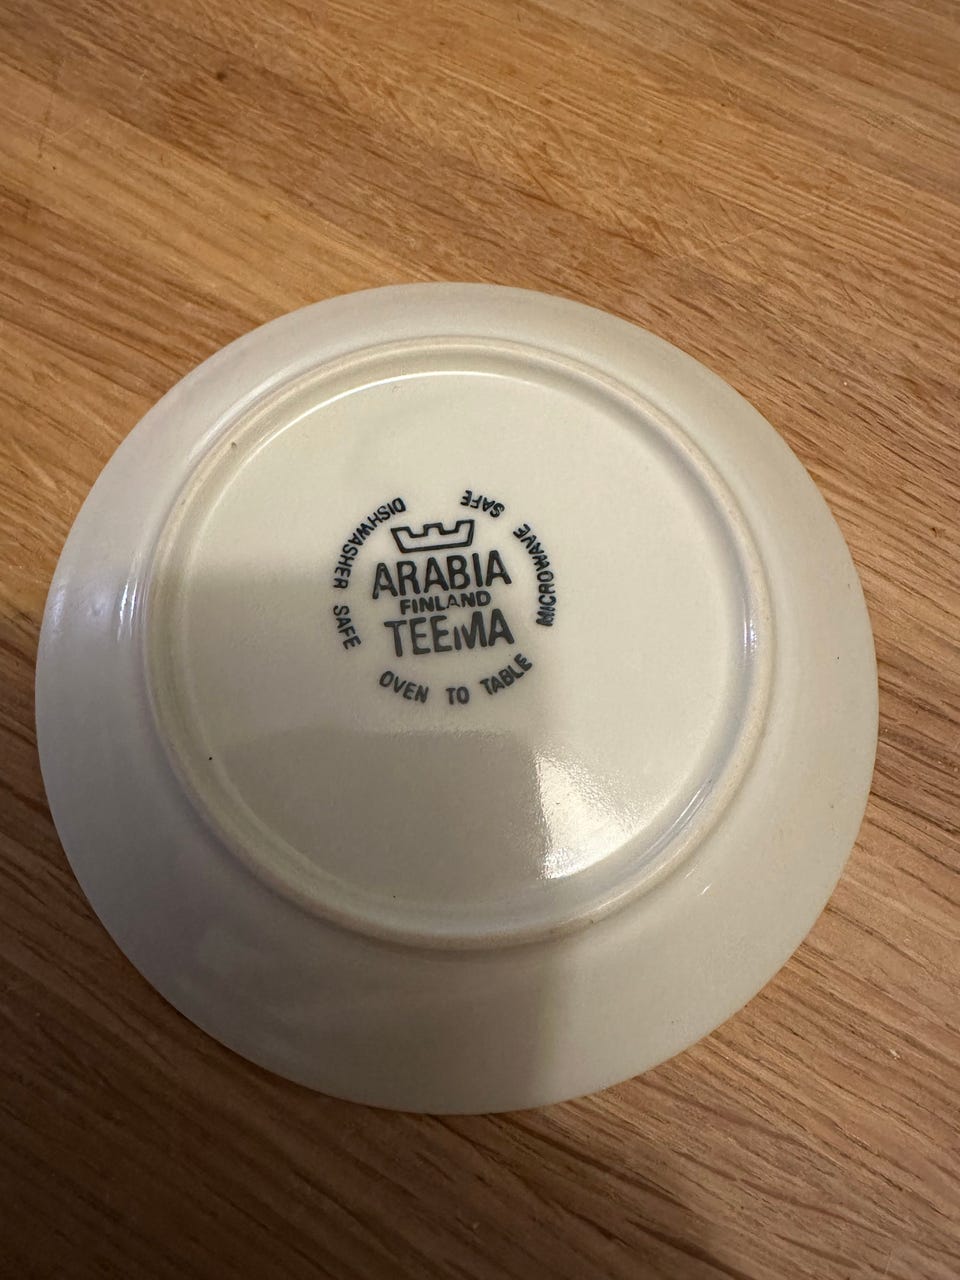 ARABIA
FINLAND
TEEMA
DISHWASHER SAFE
OVEN TO TABLE
MICROWAVE SAFE